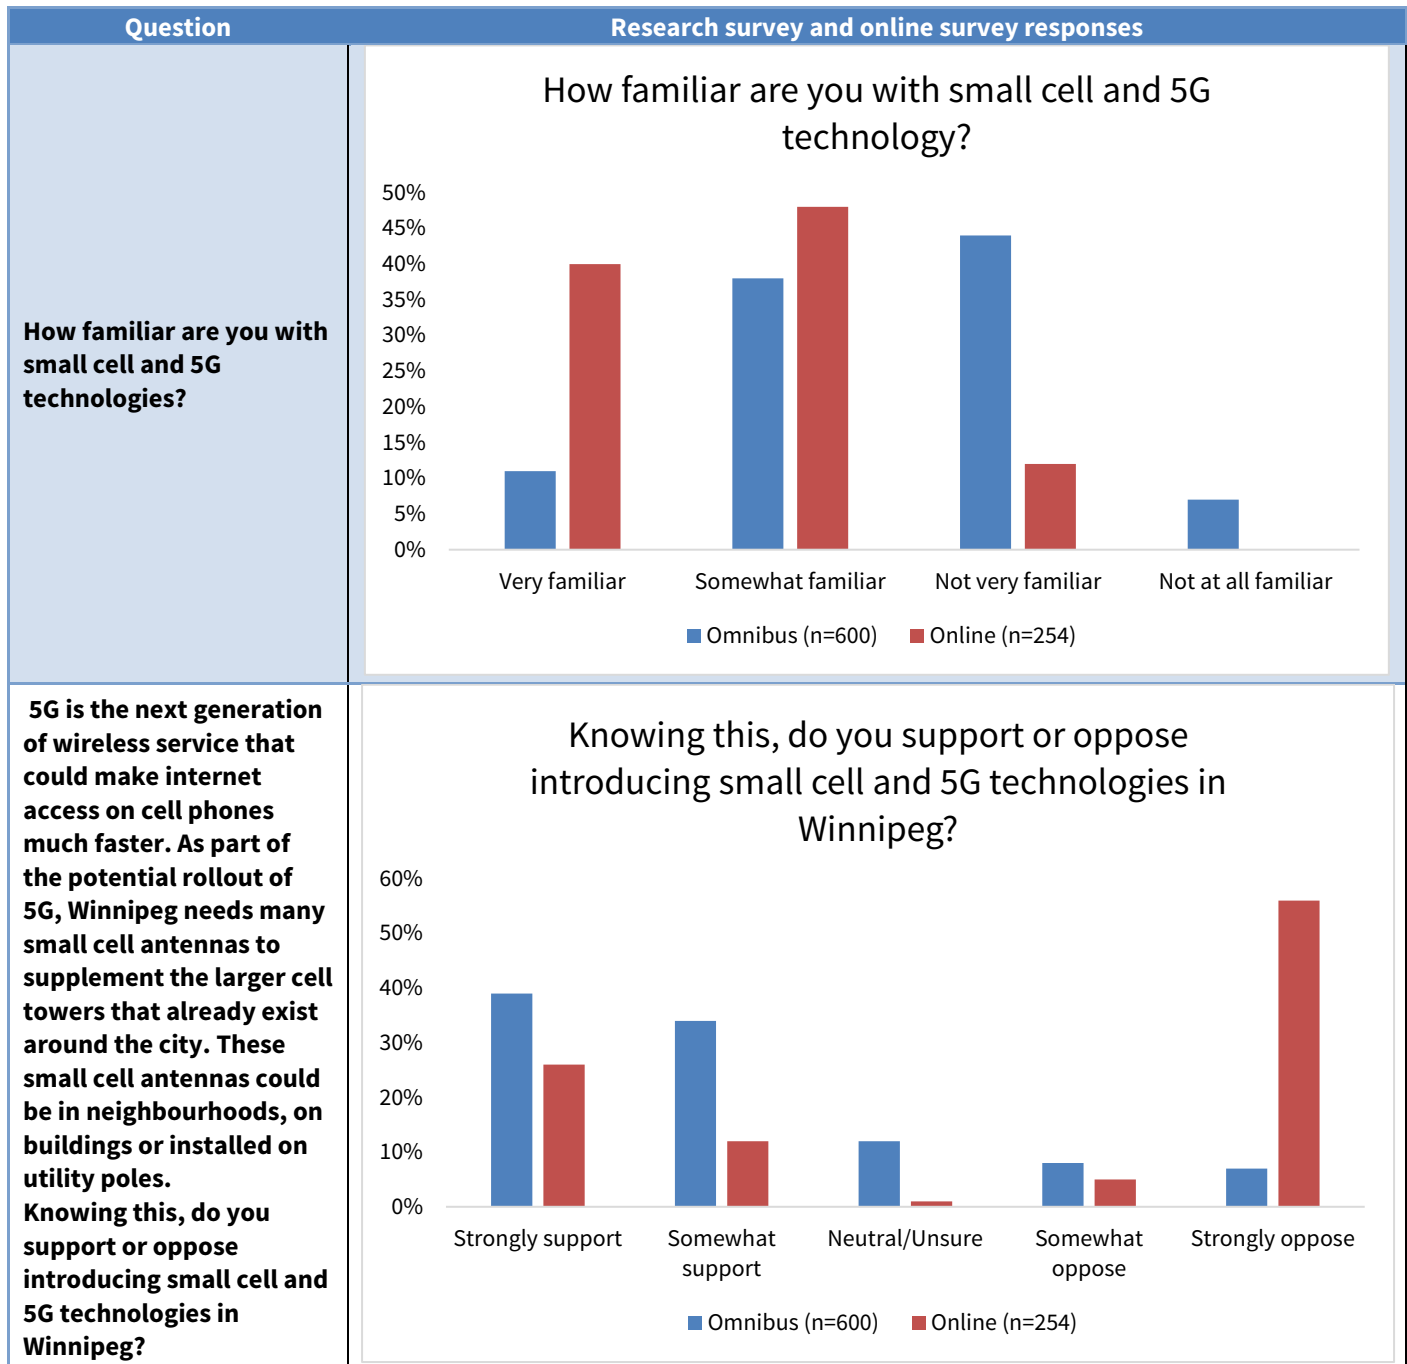 Question
Research survey and online survey responses
How familiar are you with
small cell and 5G
technologies?
How familiar are you with small cell and 5G
technology?
50%
45%
40%
35%
30%
25%
20%
15%
10%
5%
0%
Very familiar
Somewhat familiar
Not very familiar
Not at all familiar
Omnibus (n=600)
Online (n=254)
5G is the next generation
of wireless service that
could make internet
access on cell phones
much faster. As part of
the potential rollout of
5G, Winnipeg needs many
small cell antennas to
supplement the larger cell
towers that already exist
around the city. These
small cell antennas could
be in neighbourhoods, on
buildings or installed on
utility poles.
Knowing this, do you
support or oppose
introducing small cell and
5G technologies in
Winnipeg?
Knowing this, do you support or oppose
introducing small cell and 5G technologies in
Winnipeg?
60%
50%
40%
30%
20%
10%
0%
Strongly support
Somewhat
support
Neutral/Unsure
Somewhat
oppose
Strongly oppose
Omnibus (n=600)
Online (n=254)